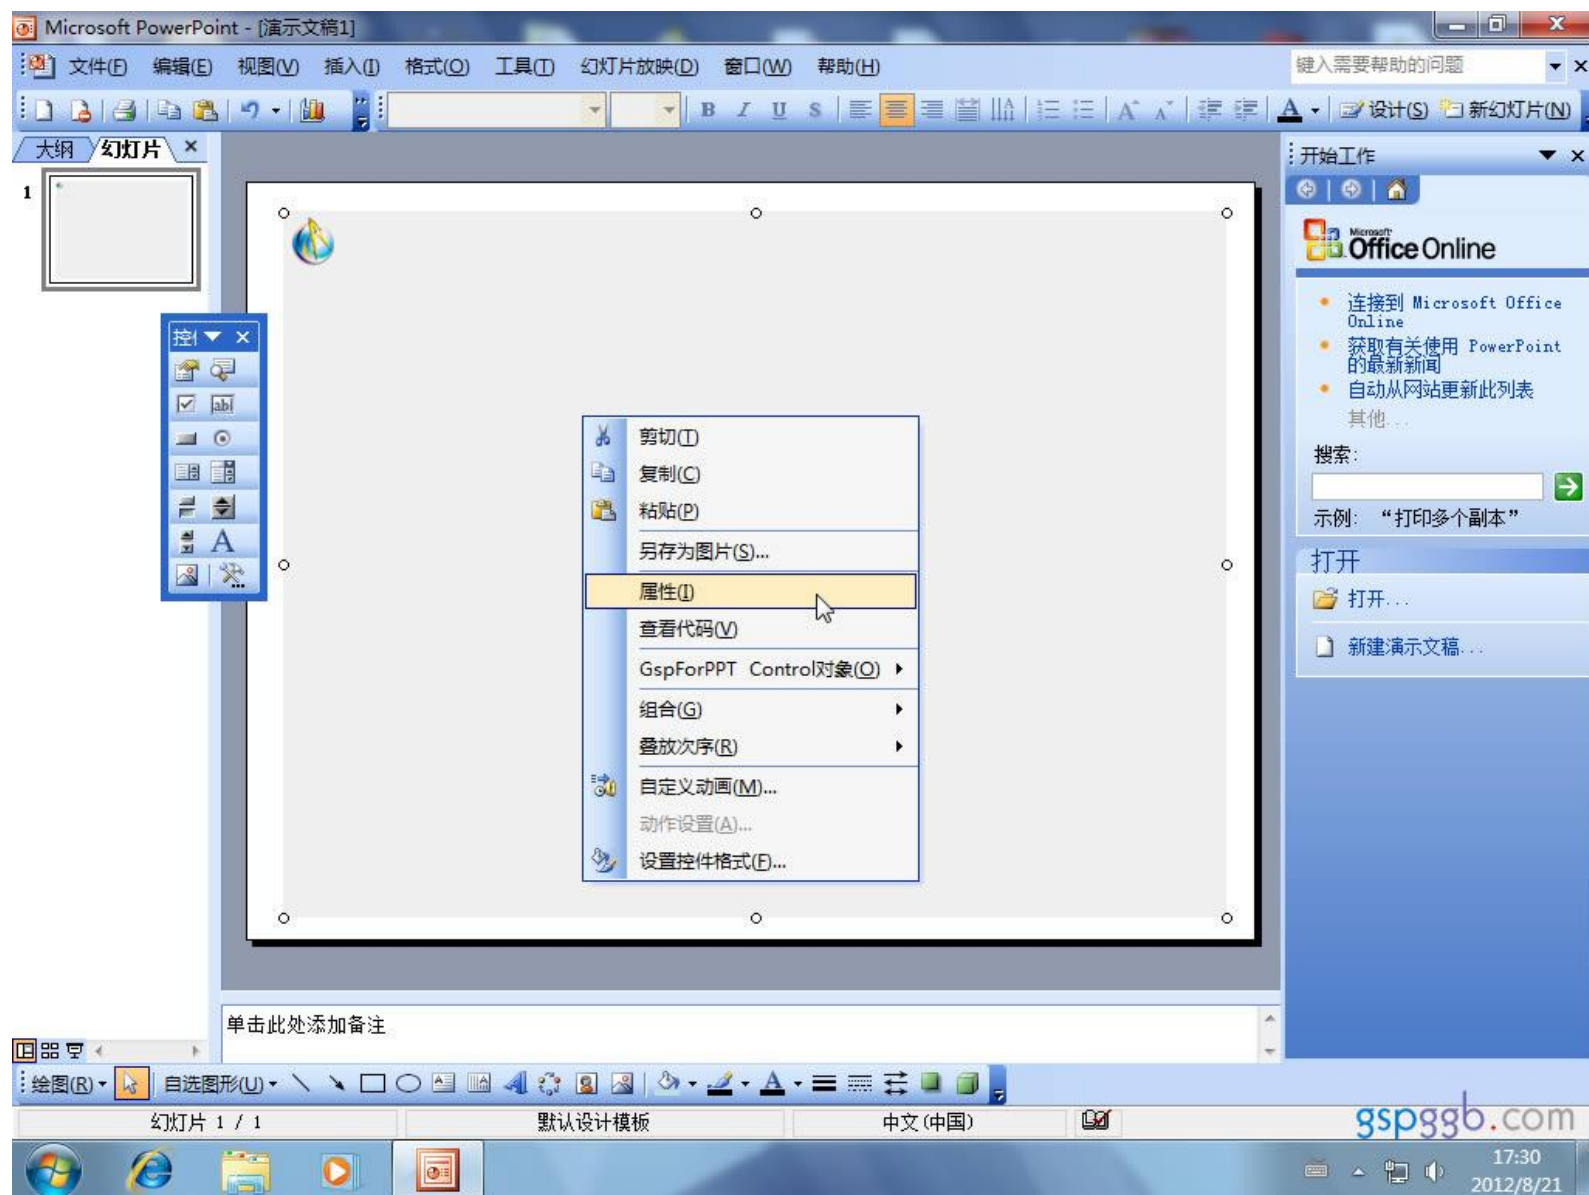 Microsoft PowerPoint - [演示文稿1]
文件(F) 编辑(E) 视图(V) 插入(I) 格式(O) 工具(T) 幻灯片放映(D) 窗口(W) 帮助(H) 键入需要帮助的问题
B I U S A 设计(S) 新幻灯片(N)
大纲 幻灯片
开始工作
1
Microsoft
Office Online
连接到 Microsoft Office
Online
获取有关使用 PowerPoint
的最新新闻
自动从网站更新此列表
其他...
搜索:
示例: “打印多个副本”
打开
打开...
新建演示文稿...
abl
A
剪切(T)
复制(C)
粘贴(P)
另存为图片(S)...
属性(I)
查看代码(V)
GspForPPT Control对象(O)
组合(G)
叠放次序(R)
自定义动画(M)...
动作设置(A)...
设置控件格式(F)...
单击此处添加备注
绘图(R) 自选图形(U) A
幻灯片 1 / 1 默认设计模板 中文(中国)
gspggb.com
17:30
2012/8/21